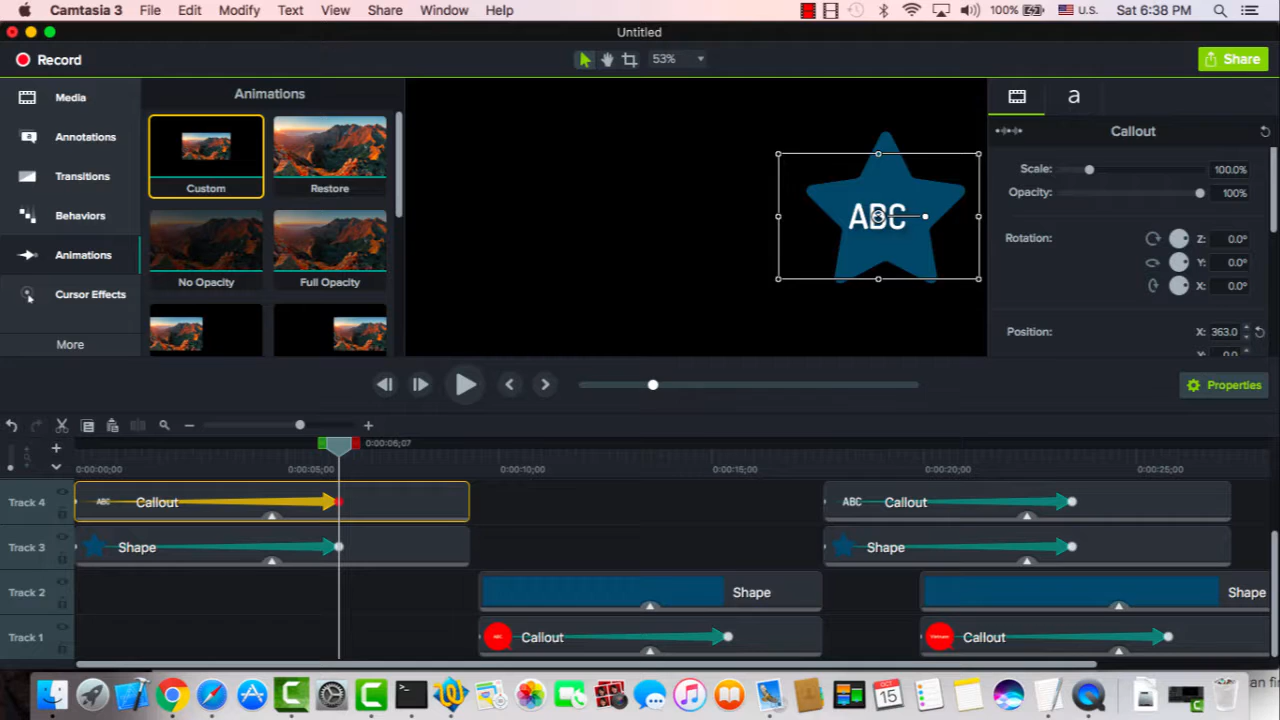 Camtasia 3 File Edit Modify Text View Share Window Help 100% U.S. Sat 6:38 PM
Untitled
Record 53% Share
Media Animations a
Annotations Callout
Custom Restore
Transitions Scale: 100.0%
Opacity: 100%
Behaviors ABC
Rotation: Z: 0.0°
Animations Y: 0.0°
No Opacity Full Opacity X: 0.0°
Cursor Effects
Position: X: 363.0
More
Properties
0:00:06;07
0:00:00;00 0:00:05;00 0:00:10;00 0:00:15;00 0:00:20;00 0:00:25;00
Track 4 ABC Callout ABC Callout
Track 3 Shape Shape
Track 2 Shape Shape
Track 1 ABC Callout Vietnam Callout
OCT 15